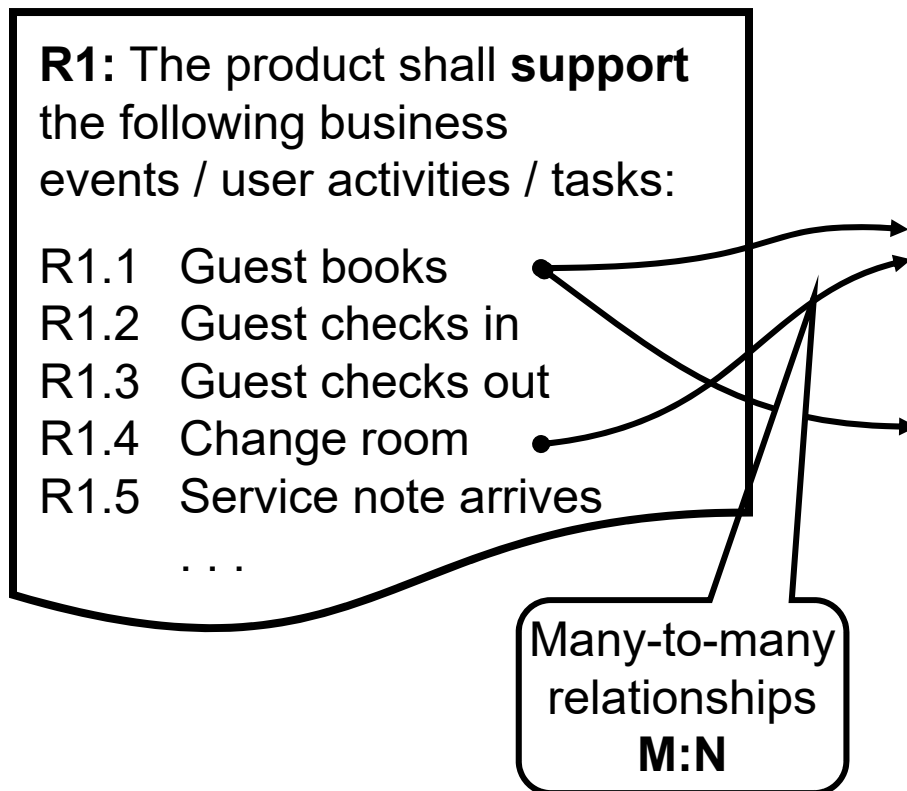 R1: The product shall support
the following business
events / user activities / tasks:
R1.1 Guest books
R1.2 Guest checks in
R1.3 Guest checks out
R1.4 Change room
R1.5 Service note arrives
. . .
Many-to-many
relationships
M:N